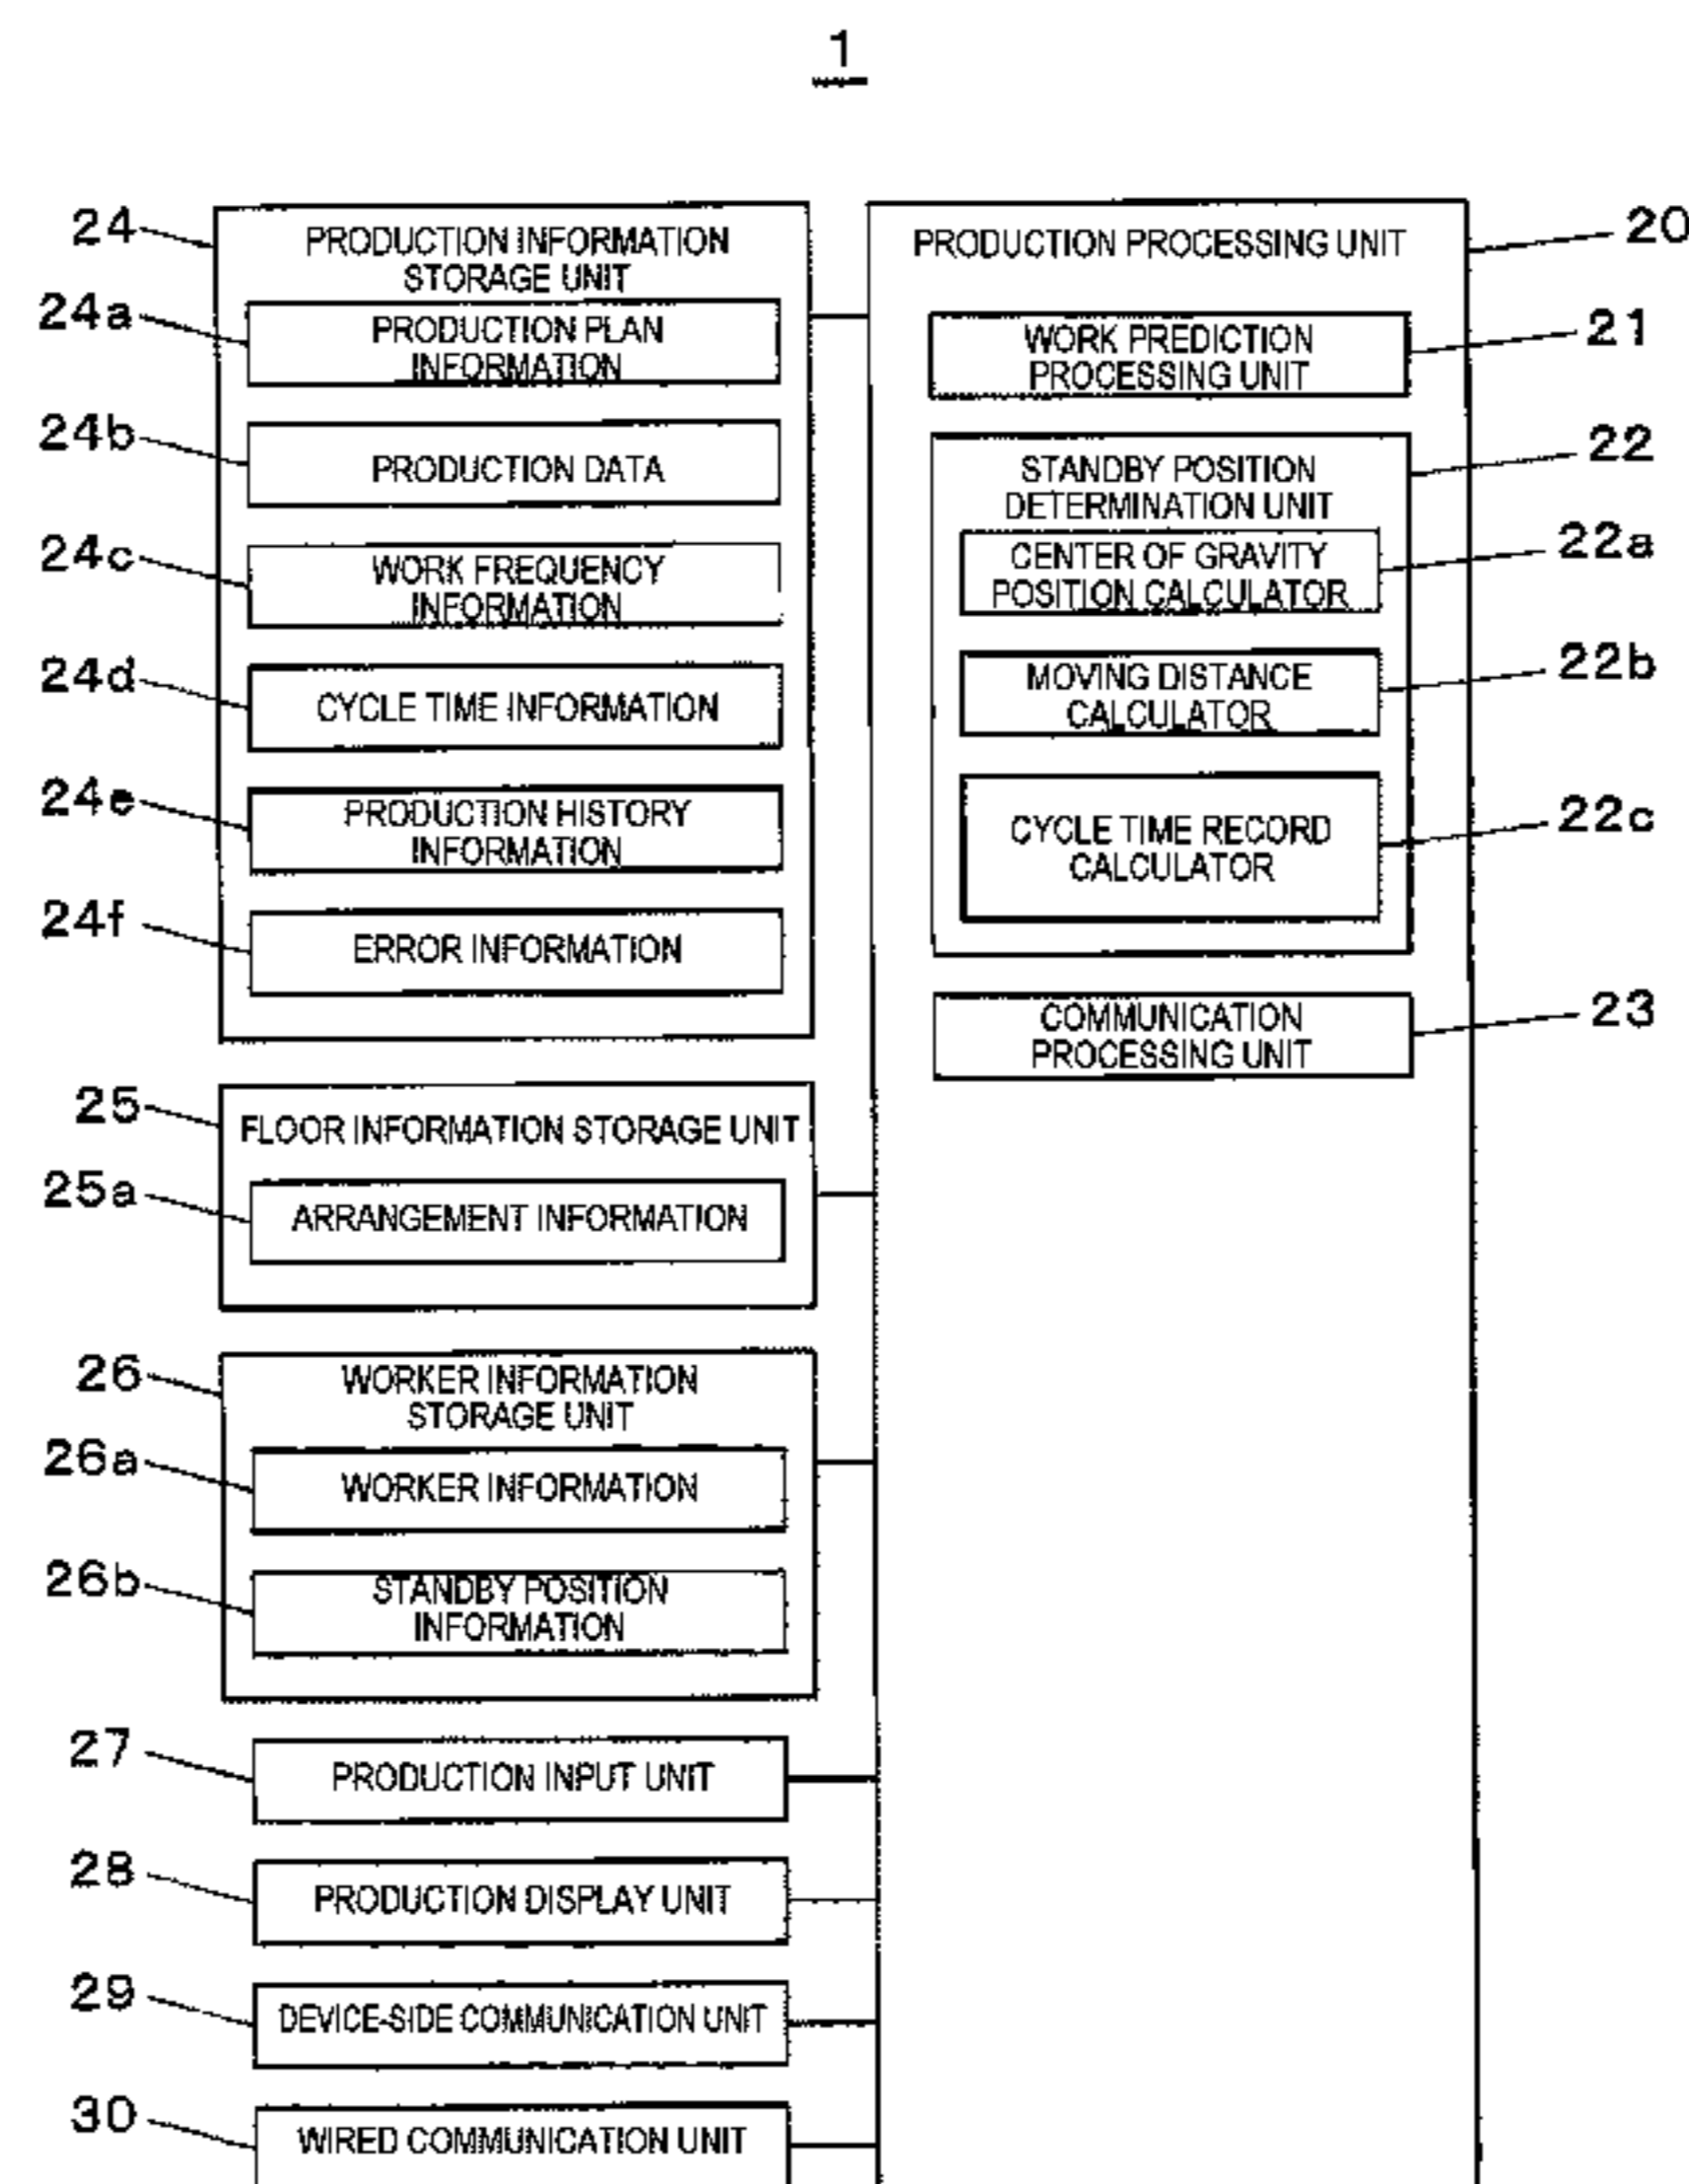 1
24
PRODUCTION INFORMATION
STORAGE UNIT
24a
PRODUCTION PLAN
INFORMATION
24b
PRODUCTION DATA
24c
WORK FREQUENCY
INFORMATION
24d
CYCLE TIME INFORMATION
24e
PRODUCTION HISTORY
INFORMATION
24f
ERROR INFORMATION
25
FLOOR INFORMATION STORAGE UNIT
25a
ARRANGEMENT INFORMATION
26
WORKER INFORMATION
STORAGE UNIT
26a
WORKER INFORMATION
26b
STANDBY POSITION
INFORMATION
27
PRODUCTION INPUT UNIT
28
PRODUCTION DISPLAY UNIT
29
DEVICE-SIDE COMMUNICATION UNIT
30
WIRED COMMUNICATION UNIT
PRODUCTION PROCESSING UNIT
20
WORK PREDICTION
PROCESSING UNIT
21
STANDBY POSITION
DETERMINATION UNIT
22
CENTER OF GRAVITY
POSITION CALCULATOR
22a
MOVING DISTANCE
CALCULATOR
22b
CYCLE TIME RECORD
CALCULATOR
22c
COMMUNICATION
PROCESSING UNIT
23